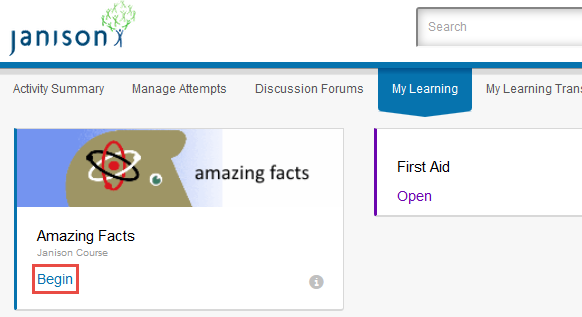 janison
Search
Activity Summary Manage Attempts Discussion Forums My Learning My Learning Tran
amazing facts
Amazing Facts
Janison Course
Begin
First Aid
Open